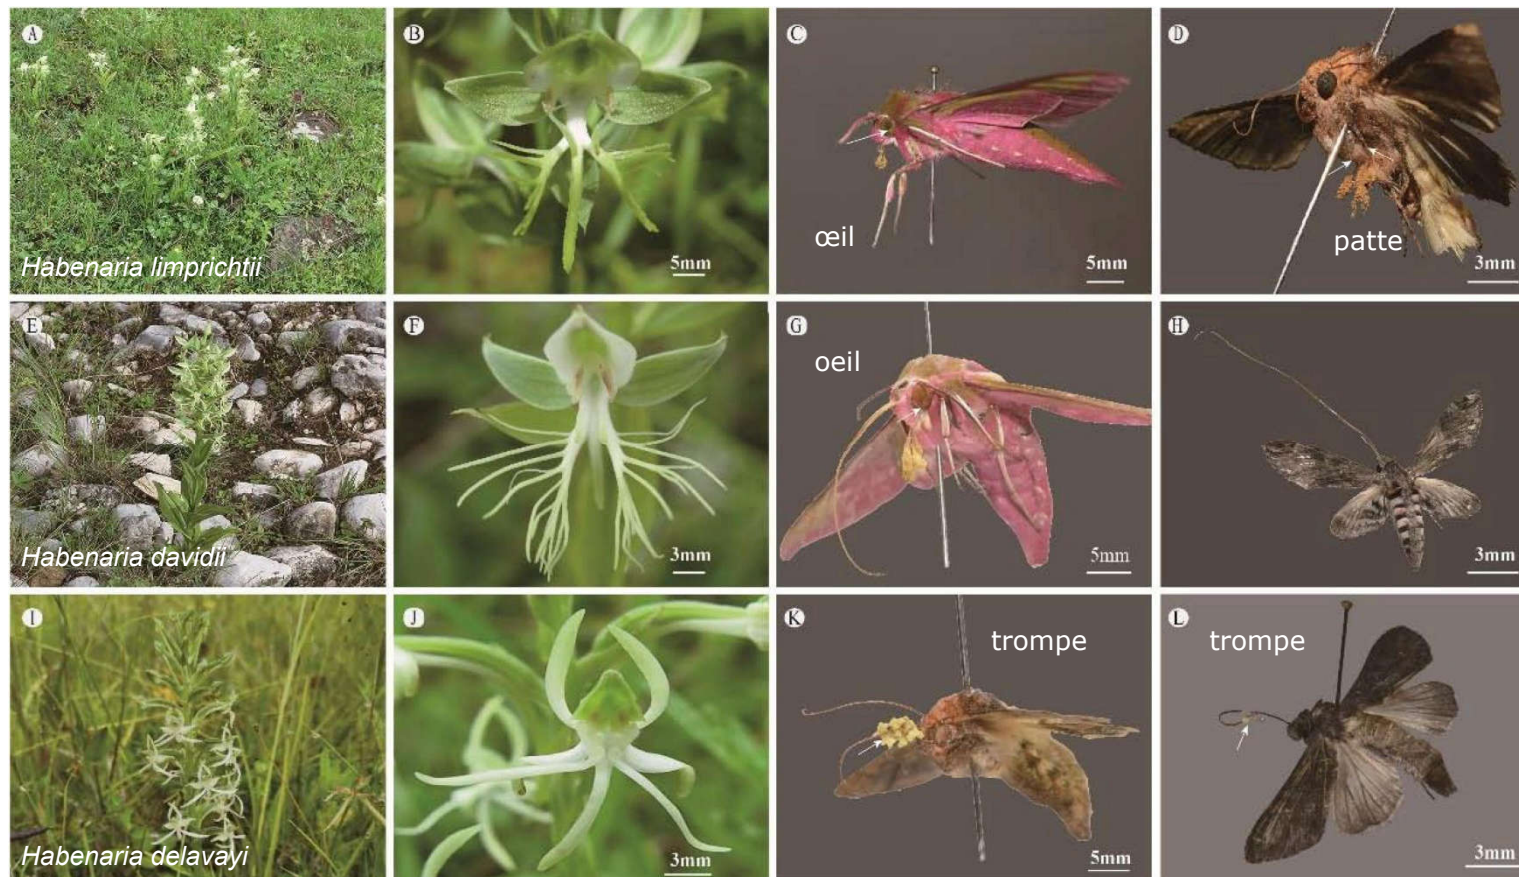 A
B
C
D
œil
patte
Habenaria limprichtii
5mm
5mm
3mm
E
F
G
H
oeil
Habenaria davidii
3mm
5mm
3mm
I
J
K
L
trompe
trompe
Habenaria delavayi
3mm
5mm
3mm